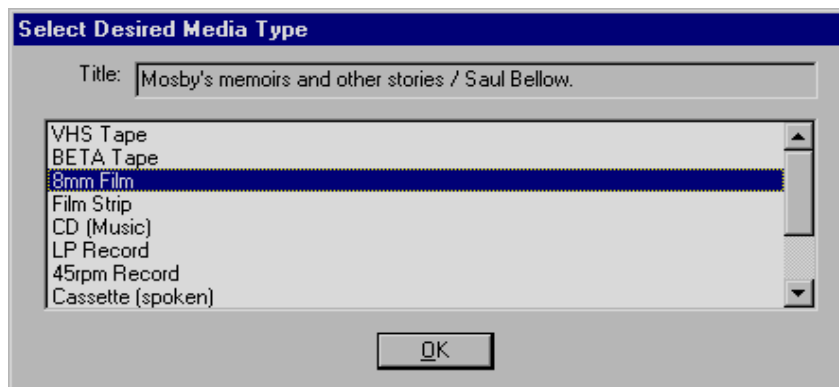 Select Desired Media Type
Title: Mosby's memoirs and other stories / Saul Bellow.
VHS Tape
BETA Tape
8mm Film
Film Strip
CD (Music)
LP Record
45rpm Record
Cassette (spoken)
OK